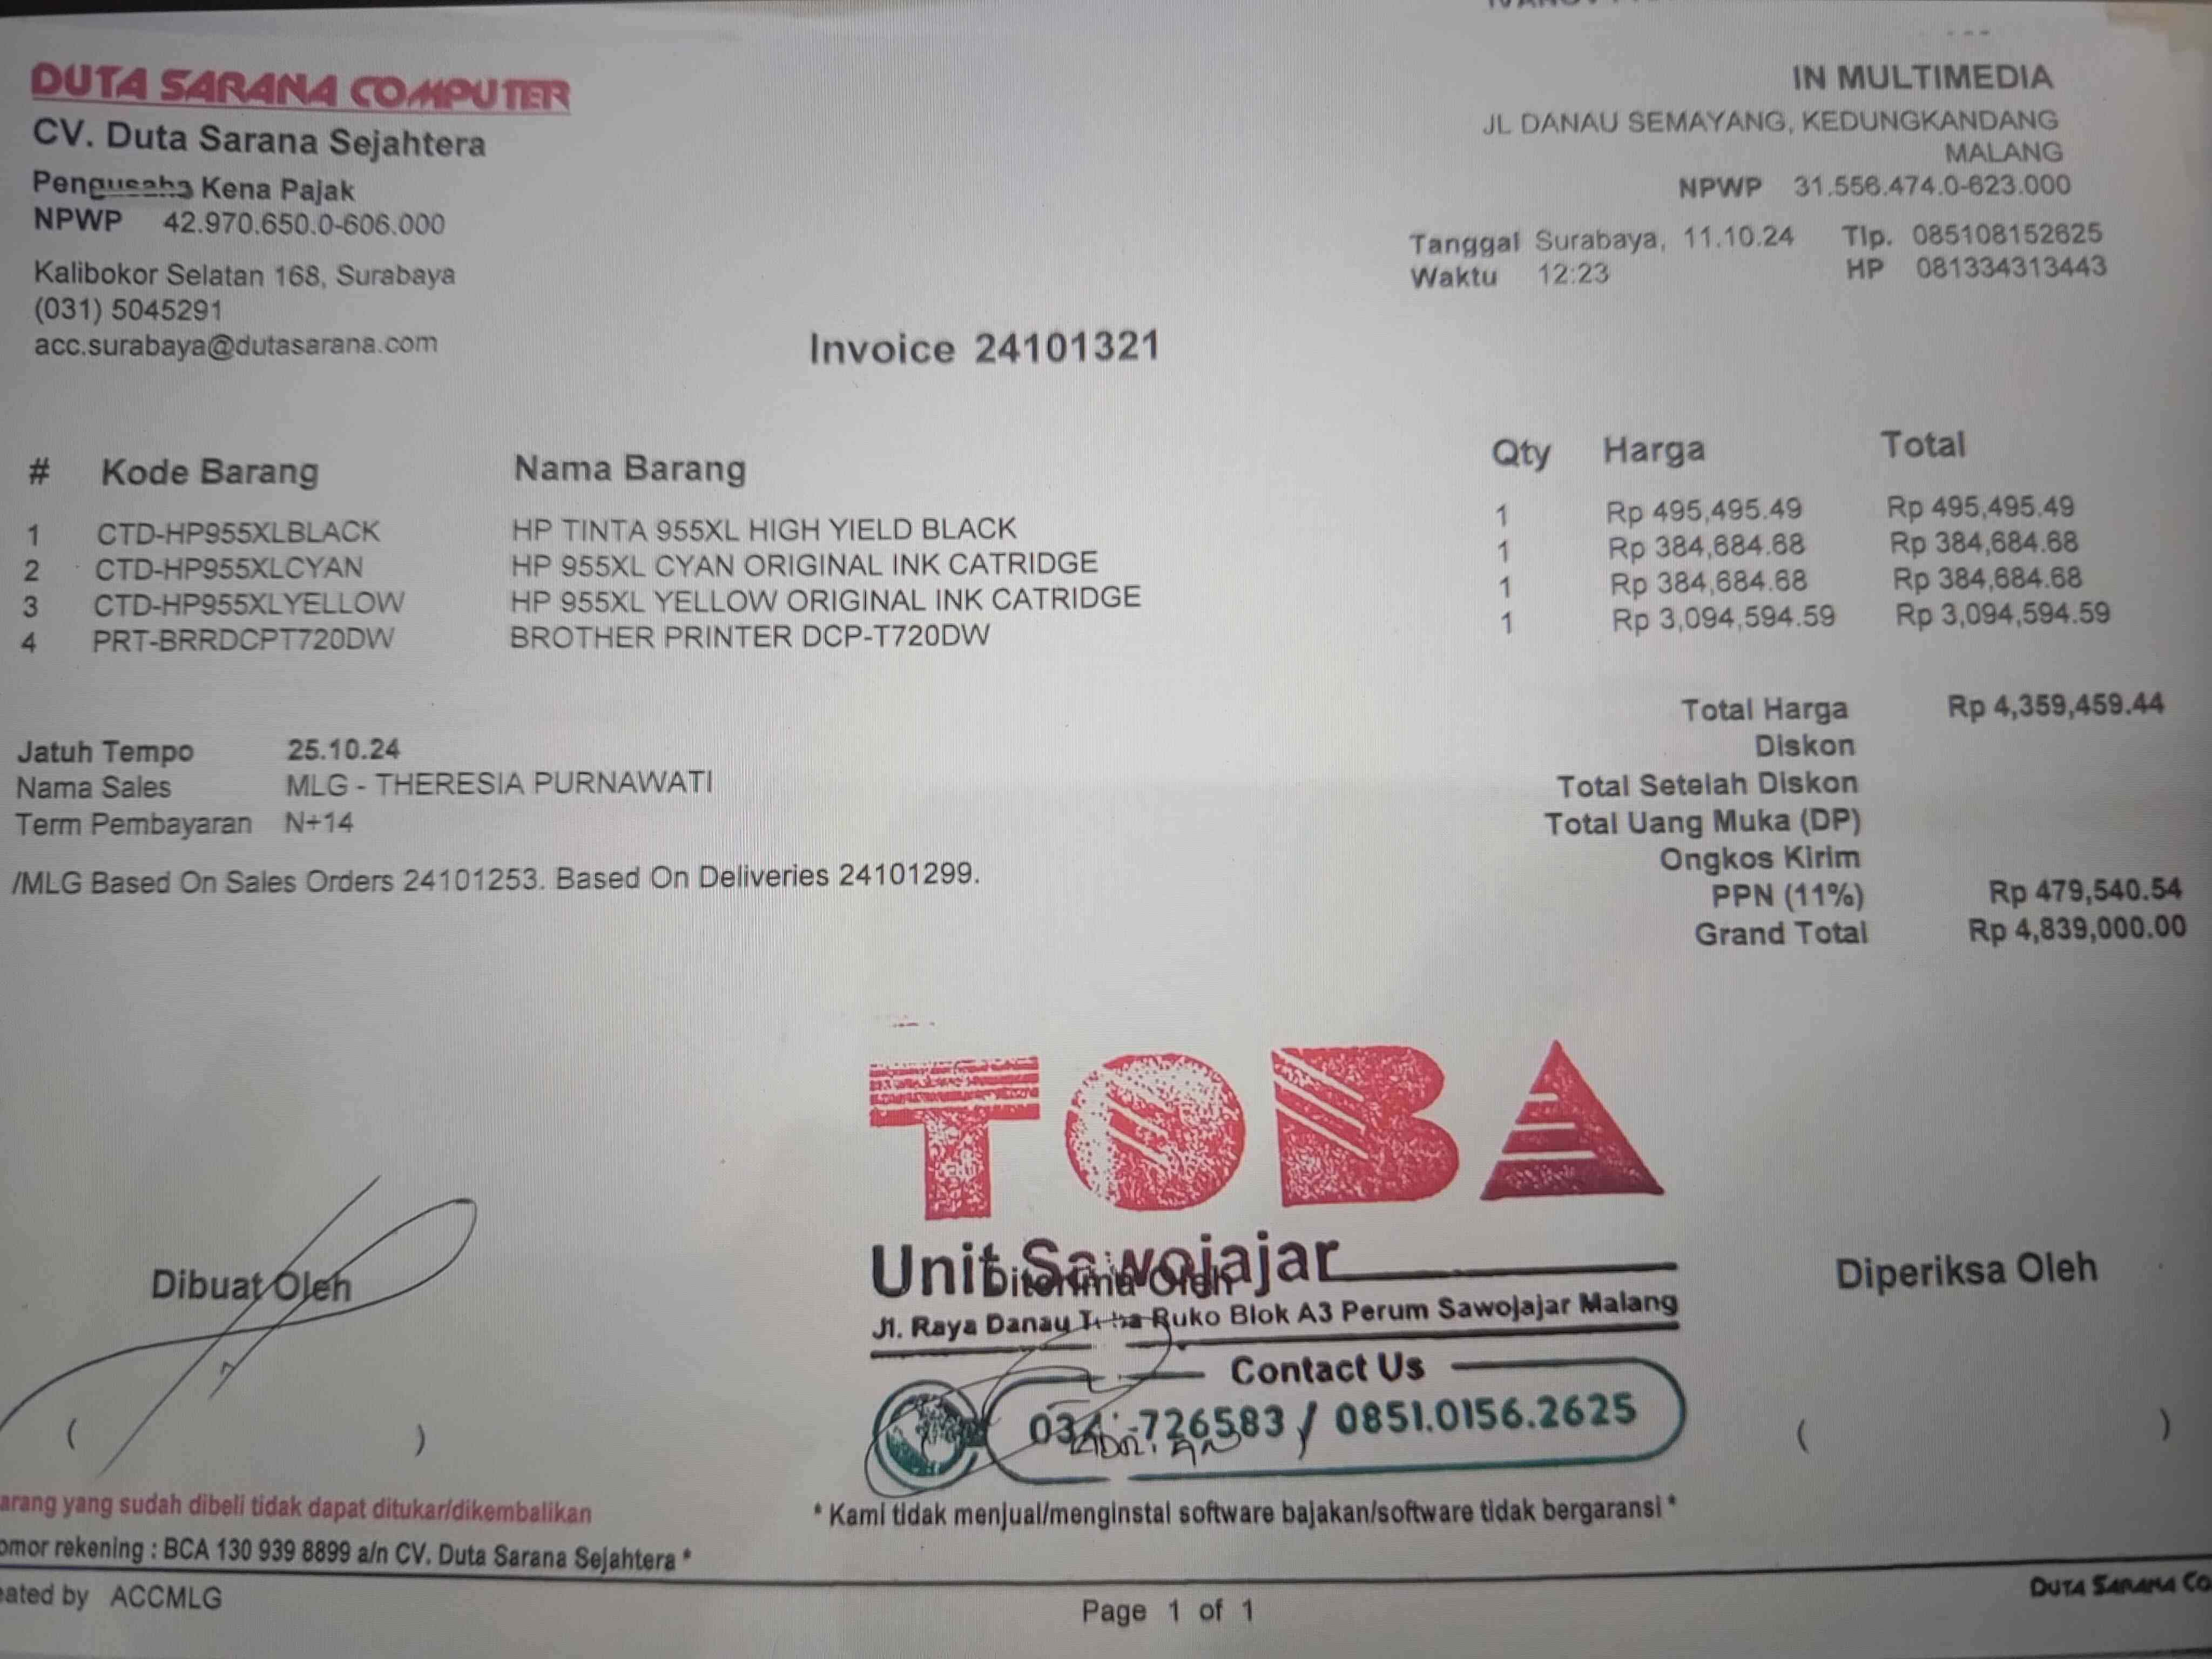 DUTA SARANA COMPUTER
CV. Duta Sarana Sejahtera
Pengusaha Kena Pajak
NPWP 42.970.650.0-606.000
Kalibokor Selatan 168, Surabaya
(031) 5045291
acc.surabaya@dutasarana.com
IN MULTIMEDIA
JL DANAU SEMAYANG, KEDUNGKANDANG
MALANG
NPWP 31.556.474.0-623.000
Tanggal Surabaya, 11.10.24 Tlp. 085108152625
Waktu 12:23 HP 081334313443
Invoice 24101321
# Kode Barang Nama Barang Qty Harga Total
1 CTD-HP955XLBLACK HP TINTA 955XL HIGH YIELD BLACK 1 Rp 495,495.49 Rp 495,495.49
2 CTD-HP955XLCYAN HP 955XL CYAN ORIGINAL INK CATRIDGE 1 Rp 384,684.68 Rp 384,684.68
3 CTD-HP955XLYELLOW HP 955XL YELLOW ORIGINAL INK CATRIDGE 1 Rp 384,684.68 Rp 384,684.68
4 PRT-BRRDCPT720DW BROTHER PRINTER DCP-T720DW 1 Rp 3,094,594.59 Rp 3,094,594.59
Total Harga Rp 4,359,459.44
Diskon
Total Setelah Diskon
Total Uang Muka (DP)
Ongkos Kirim
PPN (11%) Rp 479,540.54
Grand Total Rp 4,839,000.00
Jatuh Tempo 25.10.24
Nama Sales MLG - THERESIA PURNAWATI
Term Pembayaran N+14
/MLG Based On Sales Orders 24101253. Based On Deliveries 24101299.
TOBA
Unit Sawojajar
Jl. Raya Danau Toba Ruko Blok A3 Perum Sawojajar Malang
Contact Us
-726583 / 0851.0156.2625
Dibuat Oleh
Diterima Oleh
Diperiksa Oleh
( )
( )
arang yang sudah dibeli tidak dapat ditukar/dikembalikan
* Kami tidak menjual/menginstal software bajakan/software tidak bergaransi *
omor rekening : BCA 130 939 8899 a/n CV. Duta Sarana Sejahtera *
eated by ACCMLG
Page 1 of 1
DUTA SARANA CO